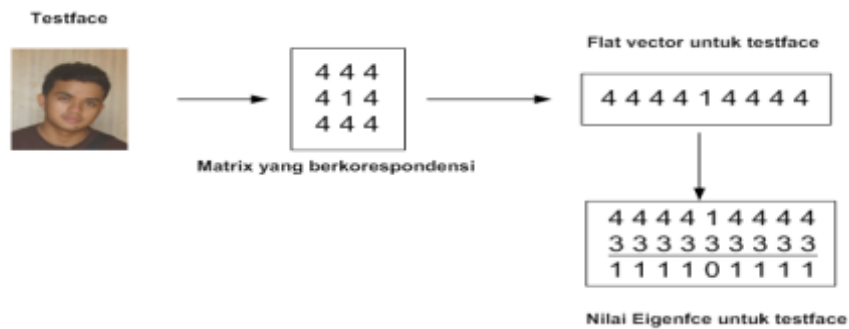 Testface
4 4 4
4 1 4
4 4 4
Matrix yang berkorespondensi
Flat vector untuk testface
4 4 4 4 1 4 4 4 4
4 4 4 4 1 4 4 4 4
3 3 3 3 3 3 3 3 3
1 1 1 1 0 1 1 1 1
Nilai Eigenfce untuk testface